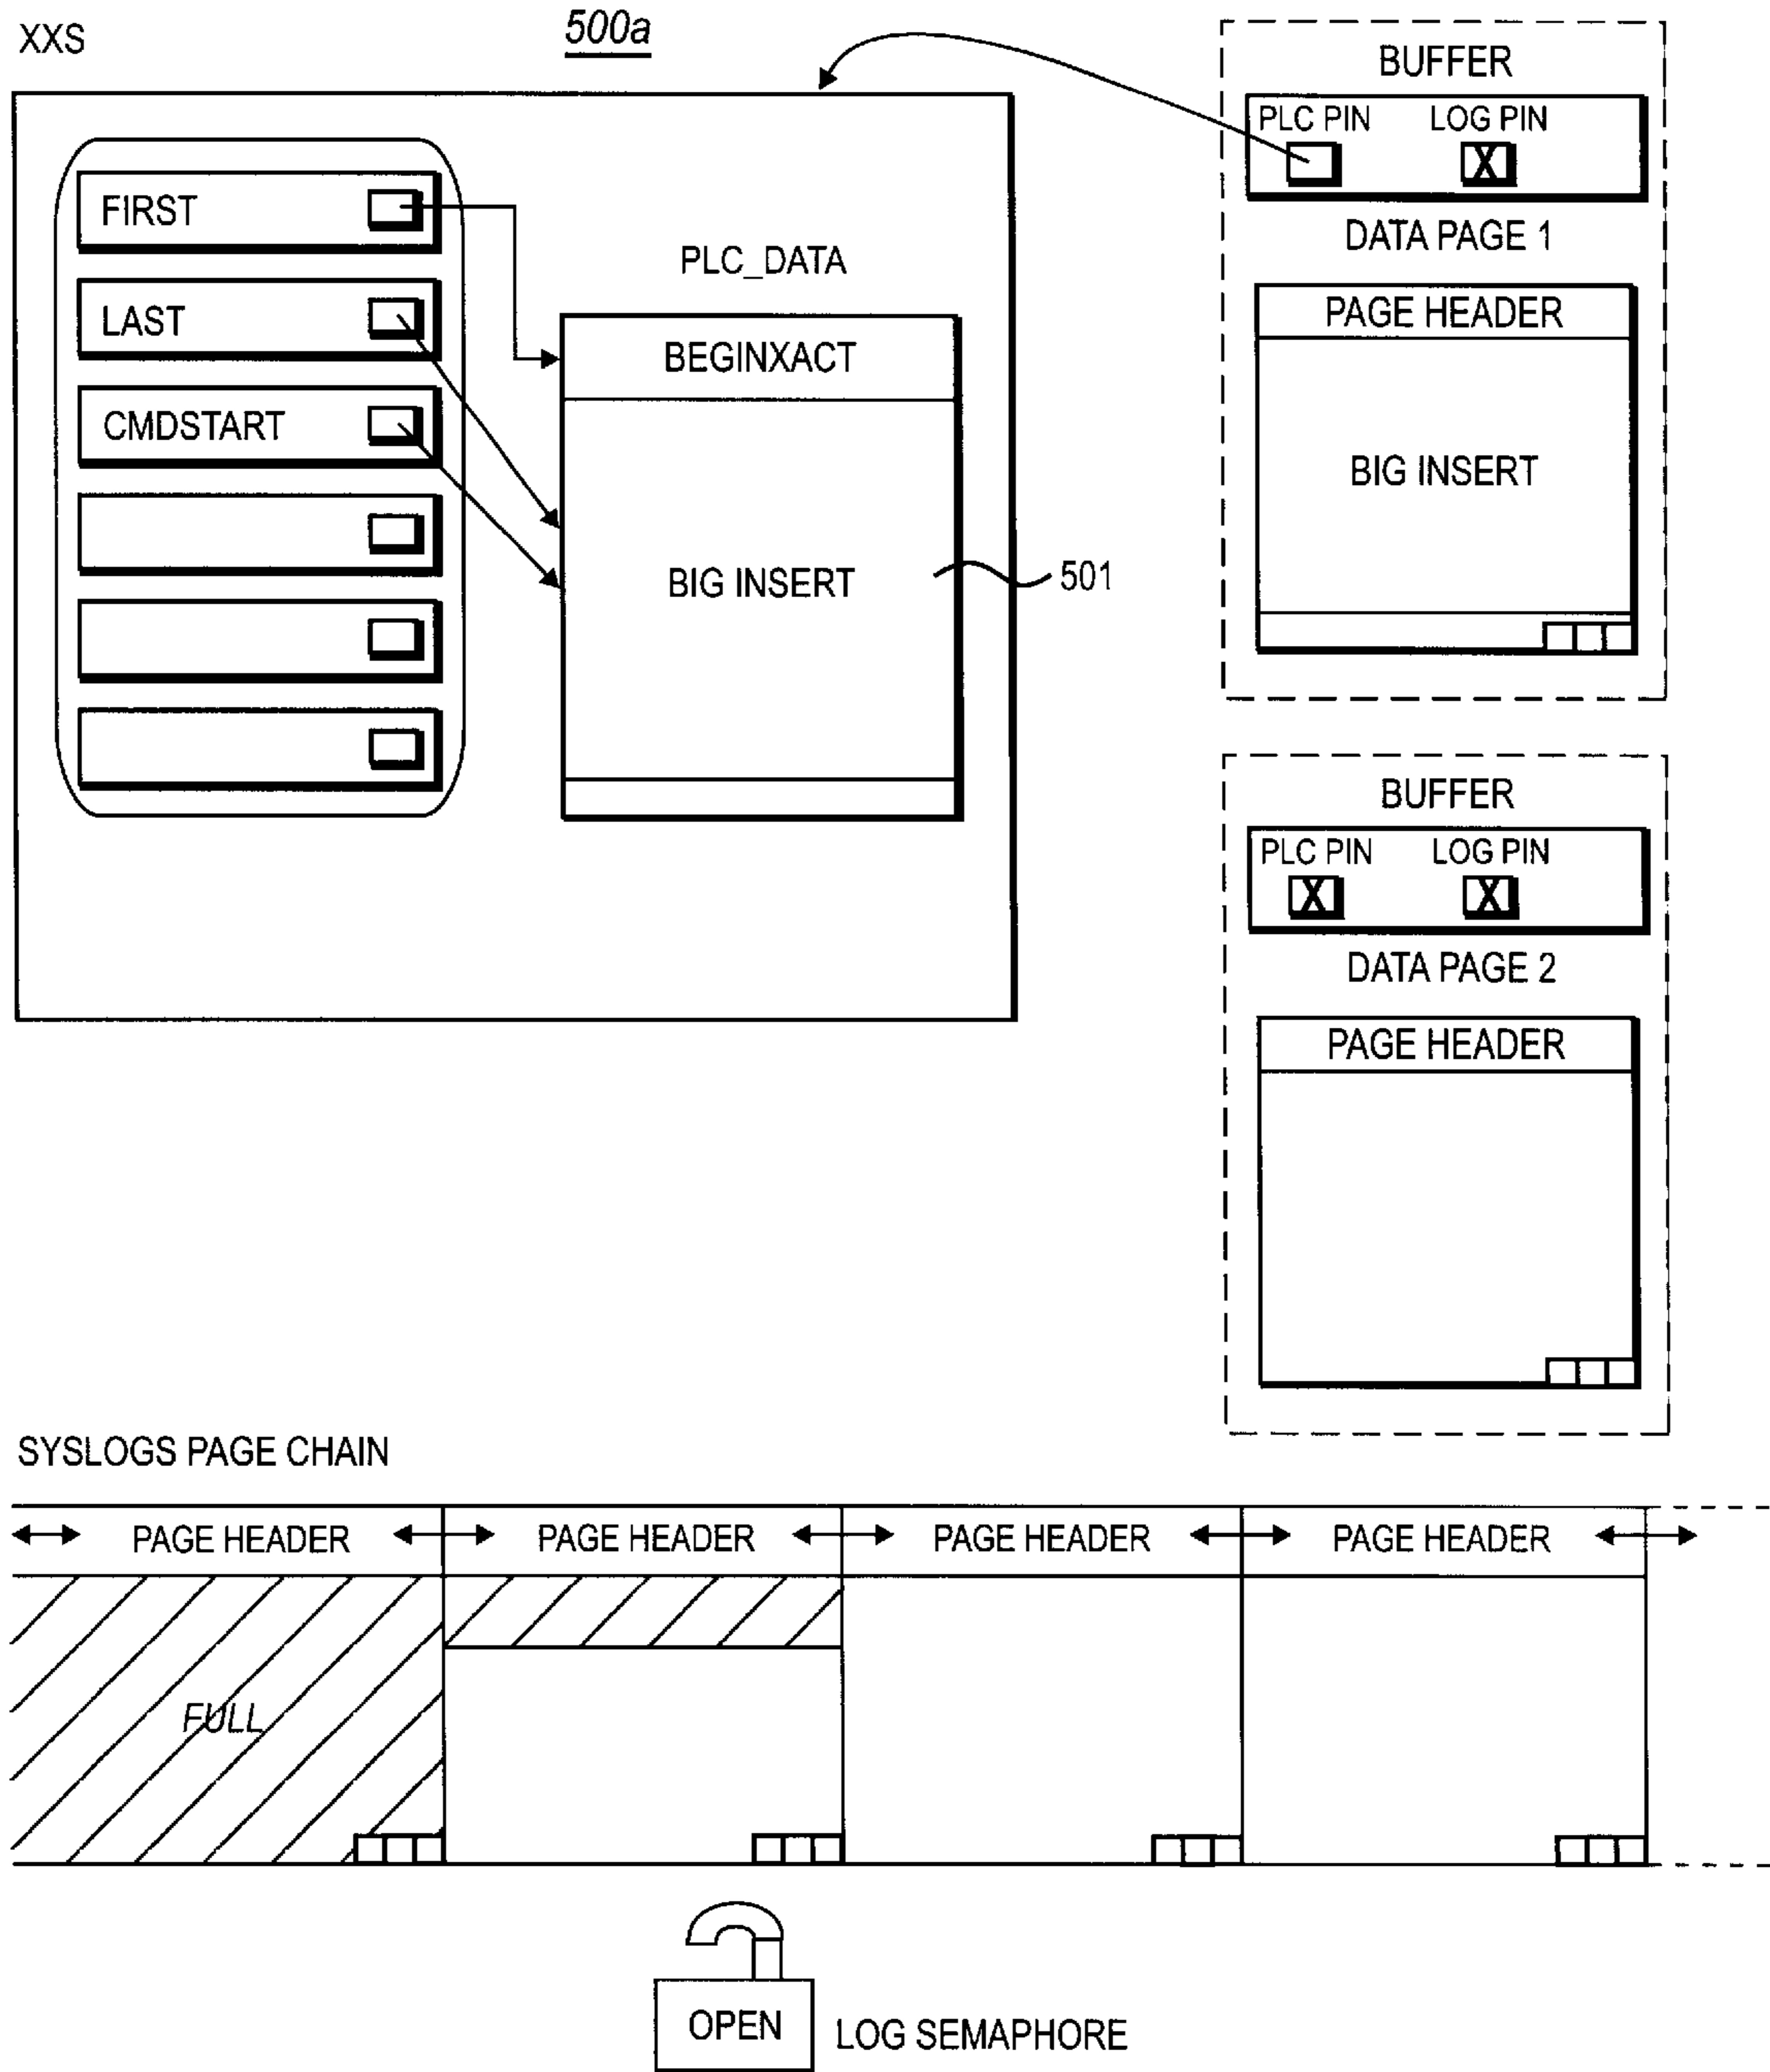 XXS
500a
FIRST
LAST
CMDSTART
PLC_DATA
BEGINXACT
BIG INSERT
501
BUFFER
PLC PIN LOG PIN
X
DATA PAGE 1
PAGE HEADER
BIG INSERT
BUFFER
PLC PIN LOG PIN
X X
DATA PAGE 2
PAGE HEADER
SYSLOGS PAGE CHAIN
PAGE HEADER PAGE HEADER PAGE HEADER PAGE HEADER
FULL
OPEN
LOG SEMAPHORE